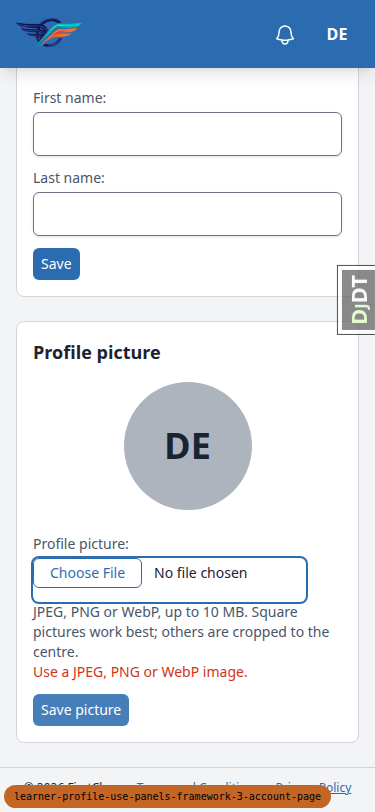 DE
First name:
Last name:
Save
DjDT
Profile picture
DE
Profile picture:
Choose File No file chosen
JPEG, PNG or WebP, up to 10 MB. Square
pictures work best; others are cropped to the
centre.
Use a JPEG, PNG or WebP image.
Save picture
Policy
learner-profile-use-panels-framework-3-account-page